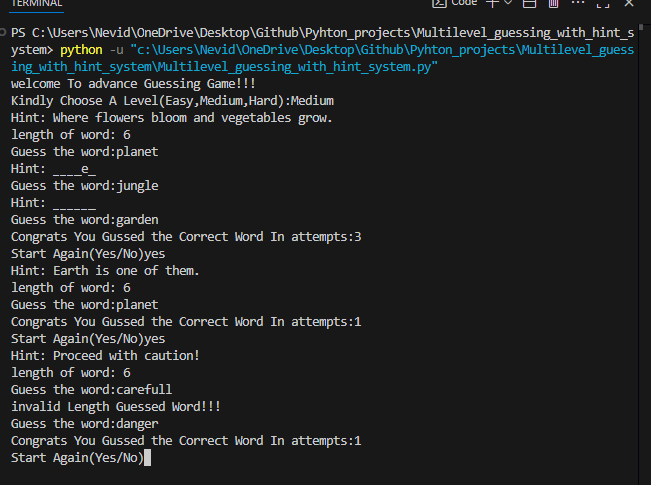 TERMINAL
Code
PS C:\Users\Nevid\OneDrive\Desktop\Github\Pyhton_projects\Multilevel_guessing_with_hint_s
ystem> python -u "c:\Users\Nevid\OneDrive\Desktop\Github\Pyhton_projects\Multilevel_guess
ing_with_hint_system\Multilevel_guessing_with_hint_system.py"
welcome To advance Guessing Game!!!
Kindly Choose A Level(Easy,Medium,Hard):Medium
Hint: Where flowers bloom and vegetables grow.
length of word: 6
Guess the word:planet
Hint: ____e_
Guess the word:jungle
Hint: ______
Guess the word:garden
Congrats You Gussed the Correct Word In attempts:3
Start Again(Yes/No)yes
Hint: Earth is one of them.
length of word: 6
Guess the word:planet
Congrats You Gussed the Correct Word In attempts:1
Start Again(Yes/No)yes
Hint: Proceed with caution!
length of word: 6
Guess the word:carefull
invalid Length Guessed Word!!!
Guess the word:danger
Congrats You Gussed the Correct Word In attempts:1
Start Again(Yes/No)